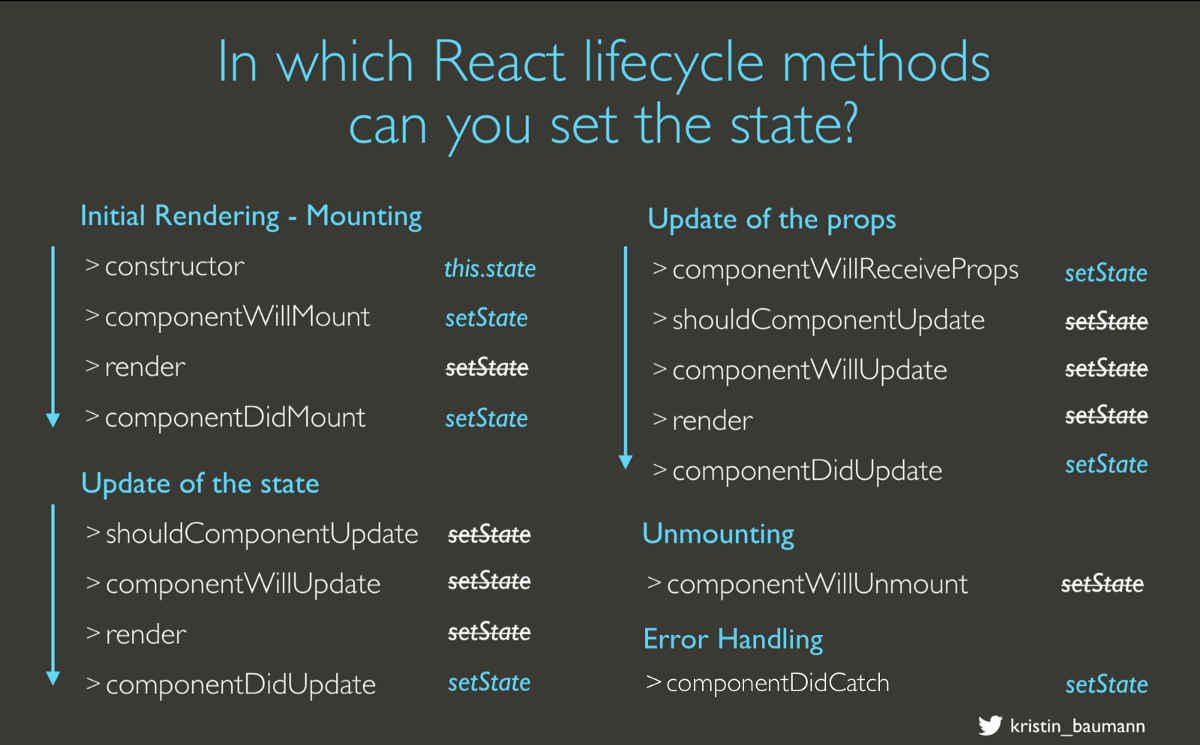 In which React lifecycle methods
can you set the state?
Initial Rendering - Mounting
> constructor this.state
> componentWillMount setState
> render setState
> componentDidMount setState
Update of the state
> shouldComponentUpdate setState
> componentWillUpdate setState
> render setState
> componentDidUpdate setState
Update of the props
> componentWillReceiveProps setState
> shouldComponentUpdate setState
> componentWillUpdate setState
> render setState
> componentDidUpdate setState
Unmounting
> componentWillUnmount setState
Error Handling
> componentDidCatch setState
kristin_baumann